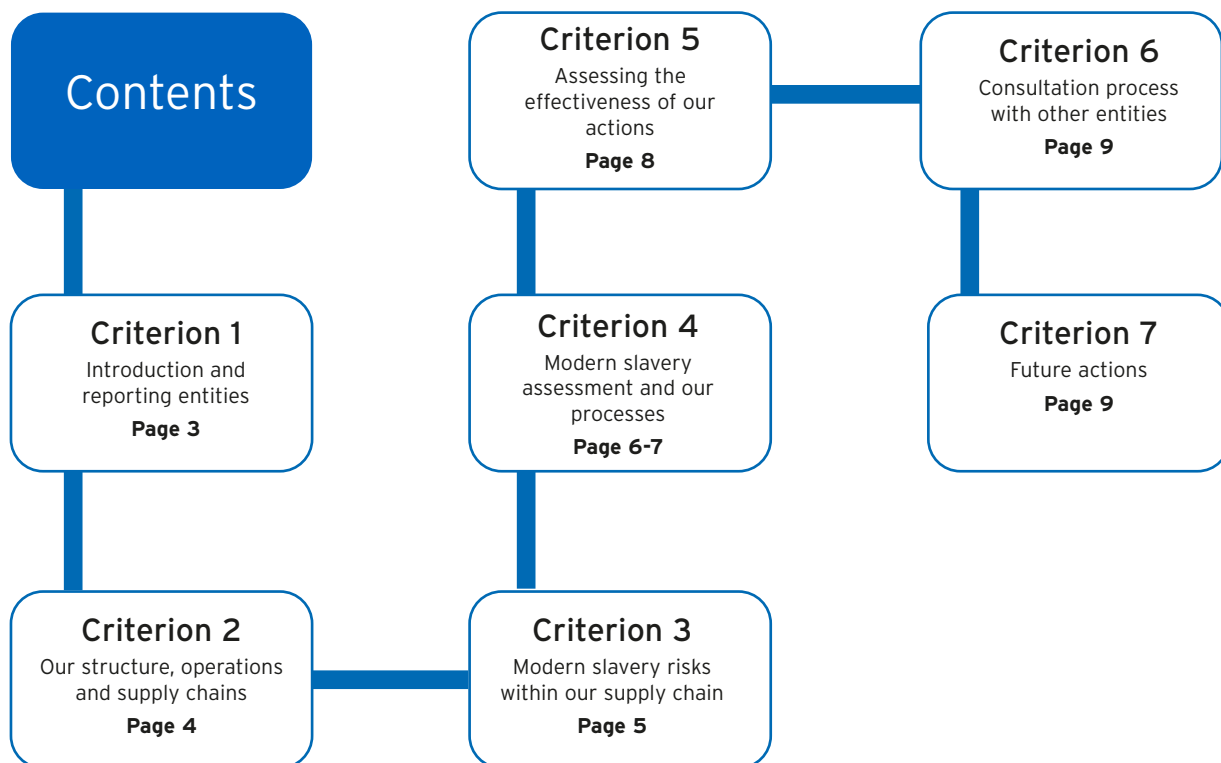 Contents
Criterion 1
Introduction and
reporting entities
Page 3
Criterion 2
Our structure, operations
and supply chains
Page 4
Criterion 3
Modern slavery risks
within our supply chain
Page 5
Criterion 4
Modern slavery
assessment and our
processes
Page 6-7
Criterion 5
Assessing the
effectiveness of our
actions
Page 8
Criterion 6
Consultation process
with other entities
Page 9
Criterion 7
Future actions
Page 9